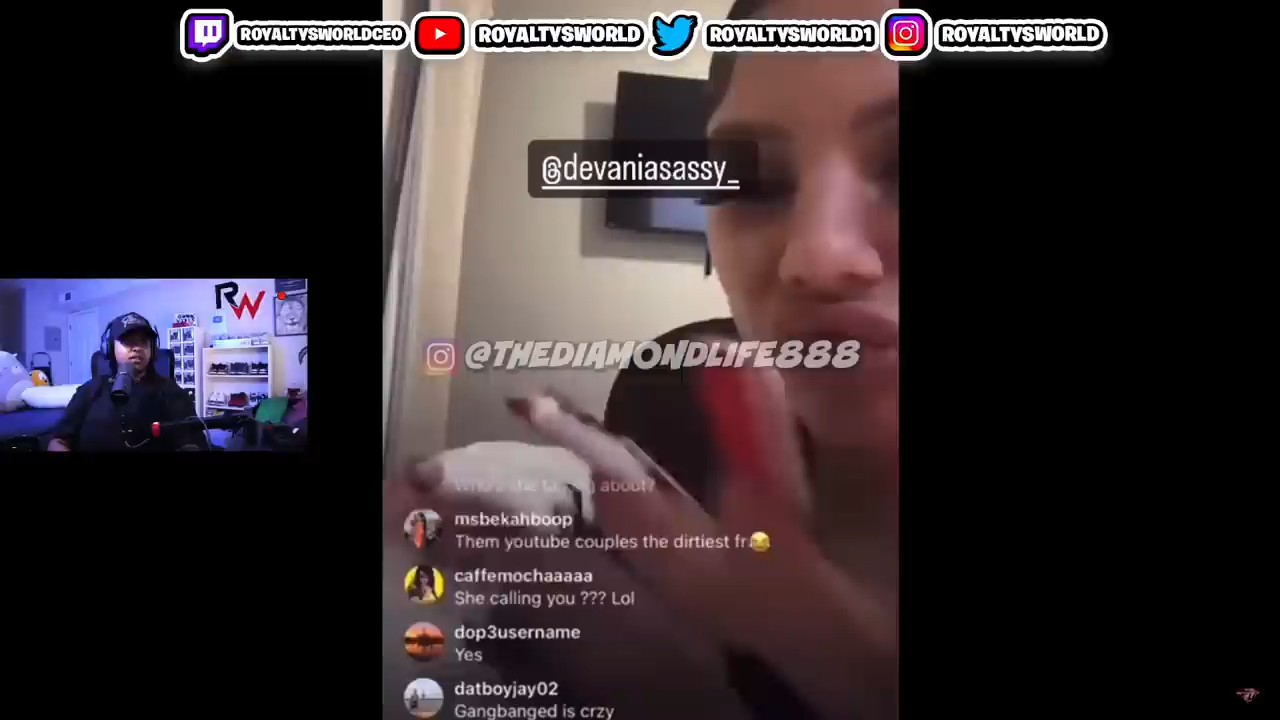 ROYALTYSWORLDCEO ROYALTYSWORLD ROYALTYSWORLD1 ROYALTYSWORLD
@devaniasassy_
RW
@THEDIAMONDLIFE888
about?
msbekahboop
Them youtube couples the dirtiest fr😂
caffemochaaaaa
She calling you ??? Lol
dop3username
Yes
datboyjay02
Gangbanged is crzy